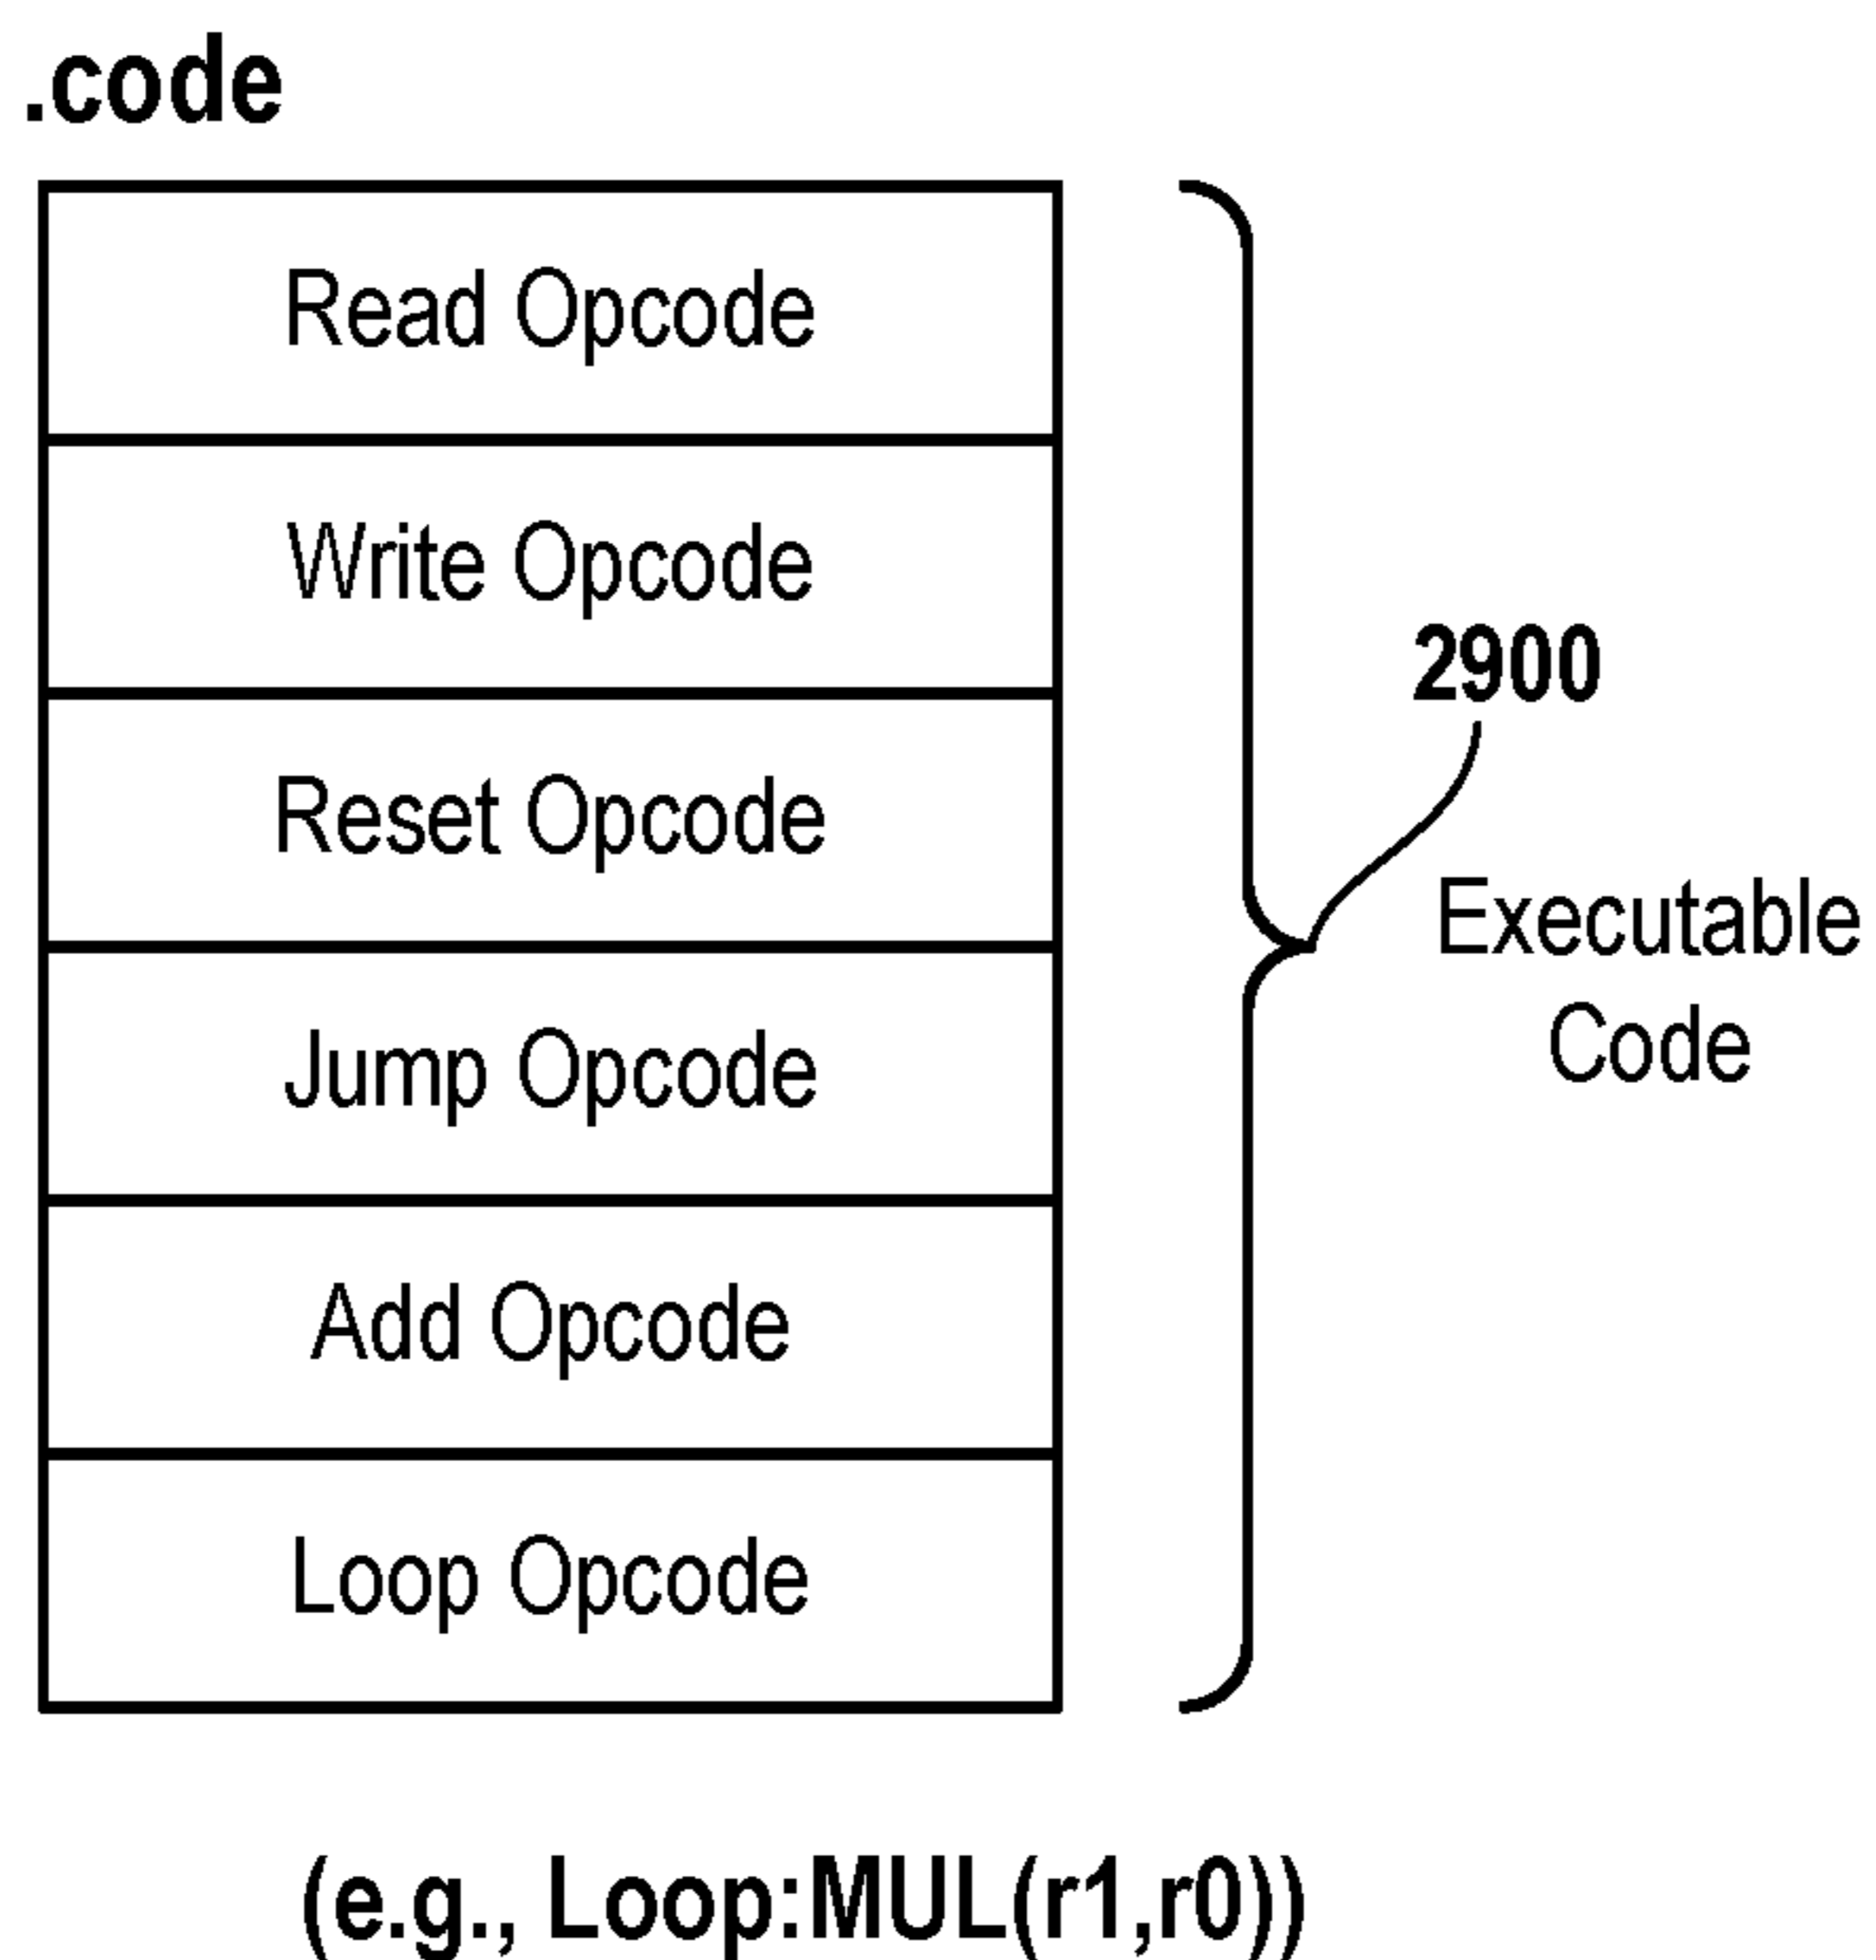 .code
Read Opcode
Write Opcode
Reset Opcode
Jump Opcode
Add Opcode
Loop Opcode
2900
Executable
Code
(e.g., Loop:MUL(r1,r0))